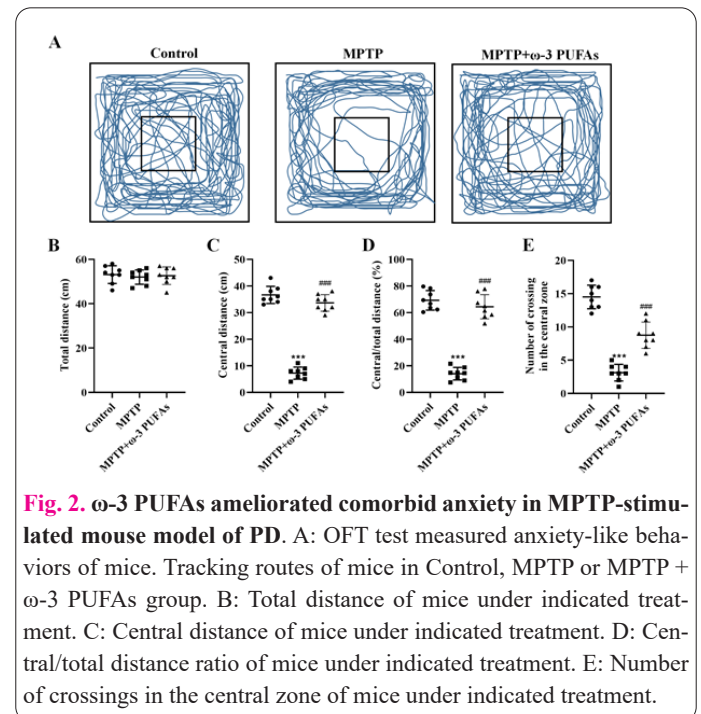 A
Control
MPTP
MPTP+ω-3 PUFAs
B
Total distance (cm)
60
40
20
0
Control
MPTP
MPTP+ω-3 PUFAs
C
Central distance (cm)
50
40
30
20
10
0
***
###
Control
MPTP
MPTP+ω-3 PUFAs
D
Central/total distance (%)
100
80
60
40
20
0
***
###
Control
MPTP
MPTP+ω-3 PUFAs
E
Number of crossing
in the central zone
20
15
10
5
0
***
###
Control
MPTP
MPTP+ω-3 PUFAs
Fig. 2. ω-3 PUFAs ameliorated comorbid anxiety in MPTP-stimu-
lated mouse model of PD. A: OFT test measured anxiety-like beha-
viors of mice. Tracking routes of mice in Control, MPTP or MPTP +
ω-3 PUFAs group. B: Total distance of mice under indicated treat-
ment. C: Central distance of mice under indicated treatment. D: Cen-
tral/total distance ratio of mice under indicated treatment. E: Number
of crossings in the central zone of mice under indicated treatment.